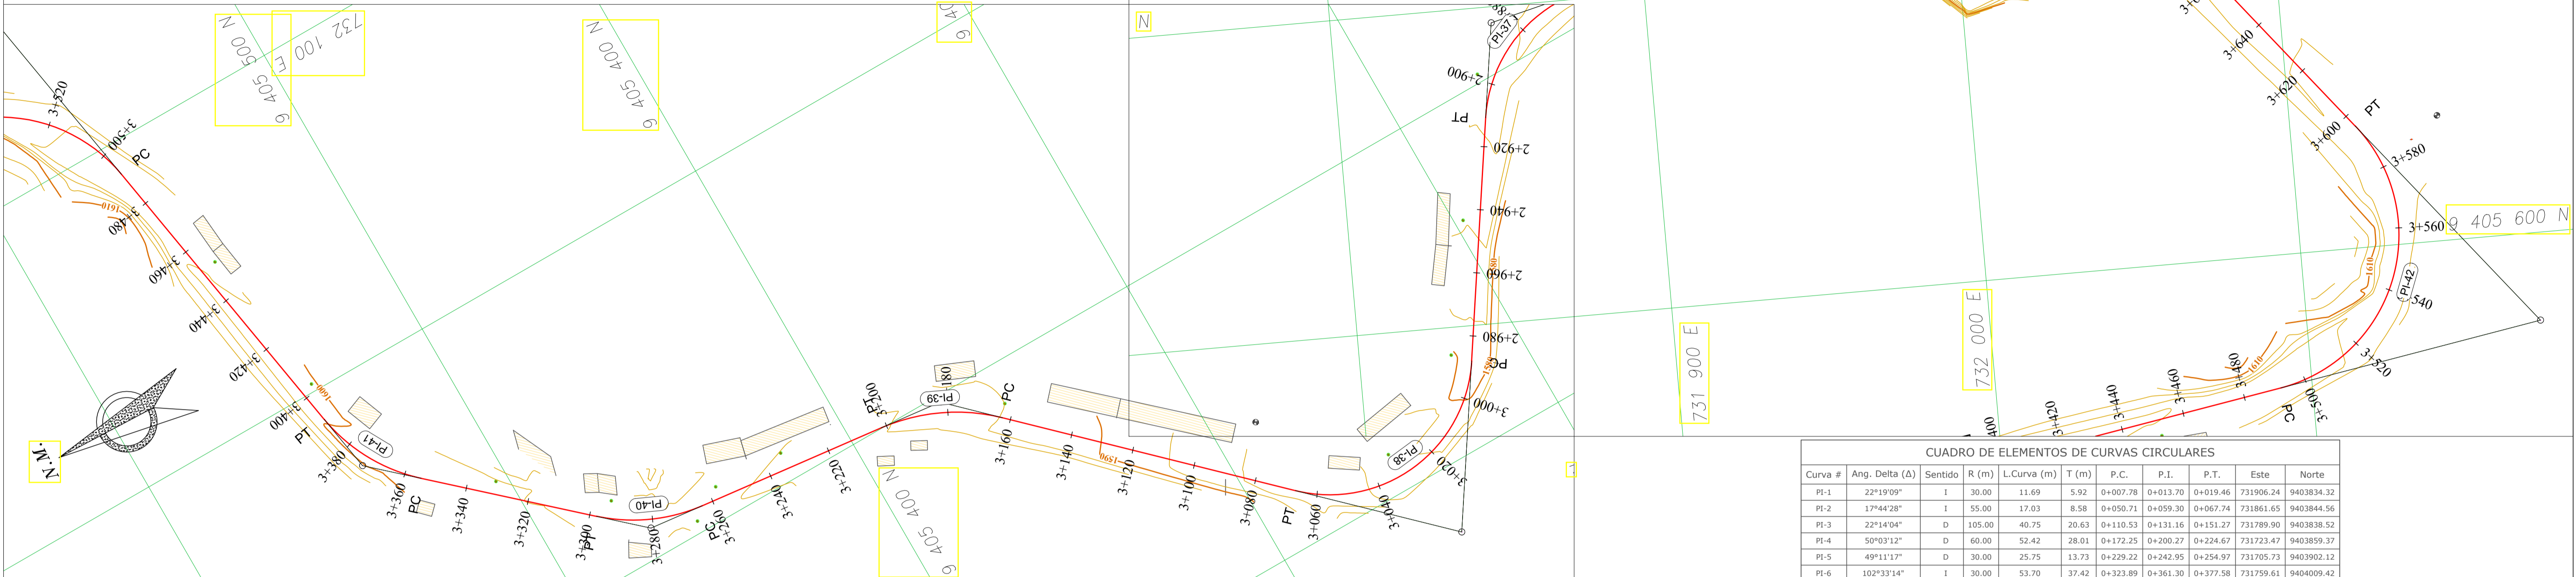 9 405 500 N
732 100 E
9 405 400 N
N
PI-37
3+520
3+500
PC
1610
3+480
3+460
3+440
3+420
1600
3+400
PT
3+380
PI-41
N.M.
3+360
PC
3+340
3+320
3+300
PT
3+280
PI-40
PC
3+260
3+240
3+220
PT
3+200
PI-39
180
PC
3+160
3+140
3+120
1590
3+100
3+080
PT
3+060
3+040
PI-38
3+020
3+000
PC
1580
2+980
2+960
2+940
2+920
PT
2+900
9 405 400 N
731 900 E
732 000 E
3+640
3+620
3+600
PT
3+580
9 405 600 N
3+560
1610
PI-42
540
3+520
3+500
PC
1610
3+480
3+460
3+440
3+420
400
CUADRO DE ELEMENTOS DE CURVAS CIRCULARES
Curva # Ang. Delta (Δ) Sentido R (m) L.Curva (m) T (m) P.C. P.I. P.T. Este Norte
PI-1 22°19'09" I 30.00 11.69 5.92 0+007.78 0+013.70 0+019.46 731906.24 9403834.32
PI-2 17°44'28" I 55.00 17.03 8.58 0+050.71 0+059.30 0+067.74 731861.65 9403844.56
PI-3 22°14'04" D 105.00 40.75 20.63 0+110.53 0+131.16 0+151.27 731789.90 9403838.52
PI-4 50°03'12" D 60.00 52.42 28.01 0+172.25 0+200.27 0+224.67 731723.47 9403859.37
PI-5 49°11'17" D 30.00 25.75 13.73 0+229.22 0+242.95 0+254.97 731705.73 9403902.12
PI-6 102°33'14" I 30.00 53.70 37.42 0+323.89 0+361.30 0+377.58 731759.61 9404009.42